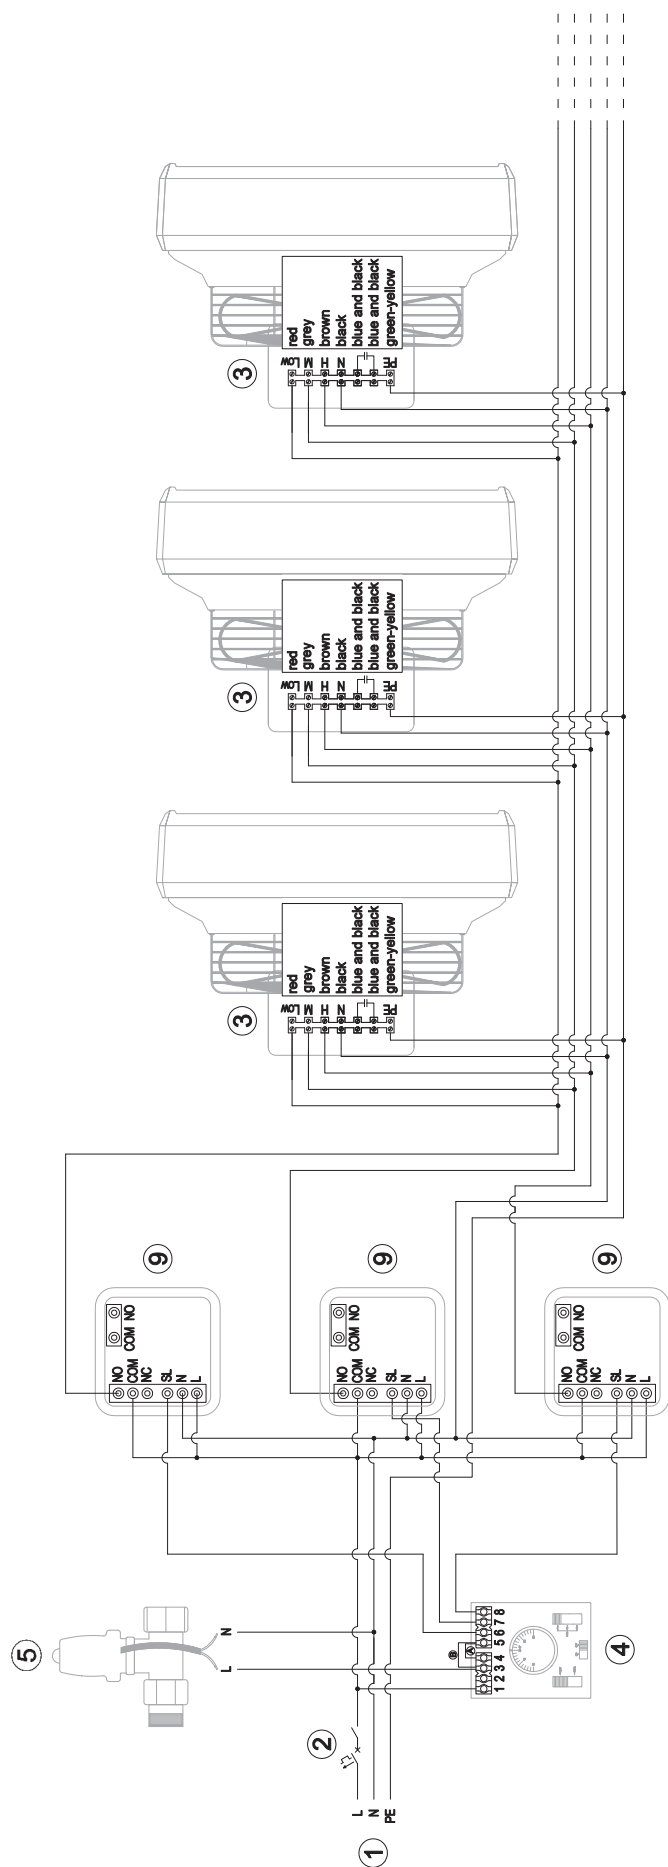 5
N
L
2
L
N
PE
1
1 2 3 4 5 6 7 8
A
B
4
NO
COM
NC
SL
N
L
COM NO
9
NO
COM
NC
SL
N
L
COM NO
9
NO
COM
NC
SL
N
L
COM NO
9
3
Low
M
H
N
PE
red
grey
brown
black
blue and black
blue and black
green-yellow
3
Low
M
H
N
PE
red
grey
brown
black
blue and black
blue and black
green-yellow
3
Low
M
H
N
PE
red
grey
brown
black
blue and black
blue and black
green-yellow